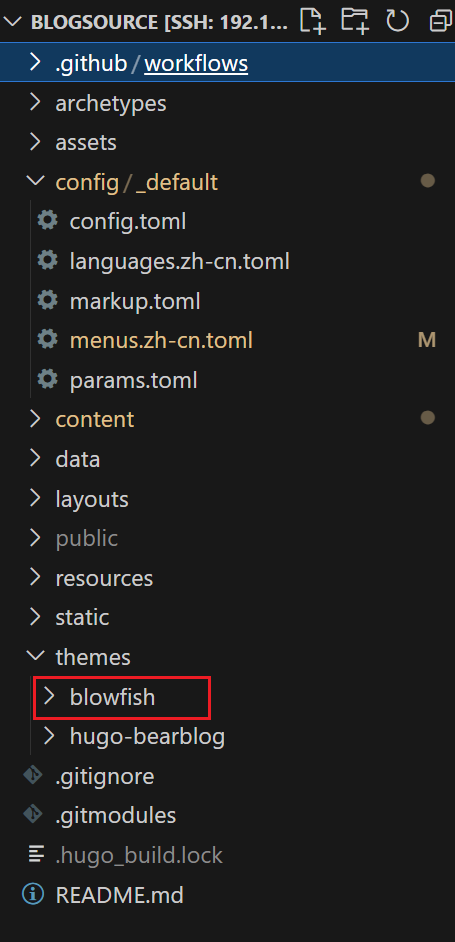 BLOGSOURCE [SSH: 192.1...
.github/workflows
archetypes
assets
config/_default
config.toml
languages.zh-cn.toml
markup.toml
menus.zh-cn.toml M
params.toml
content
data
layouts
public
resources
static
themes
blowfish
hugo-bearblog
.gitignore
.gitmodules
.hugo_build.lock
README.md